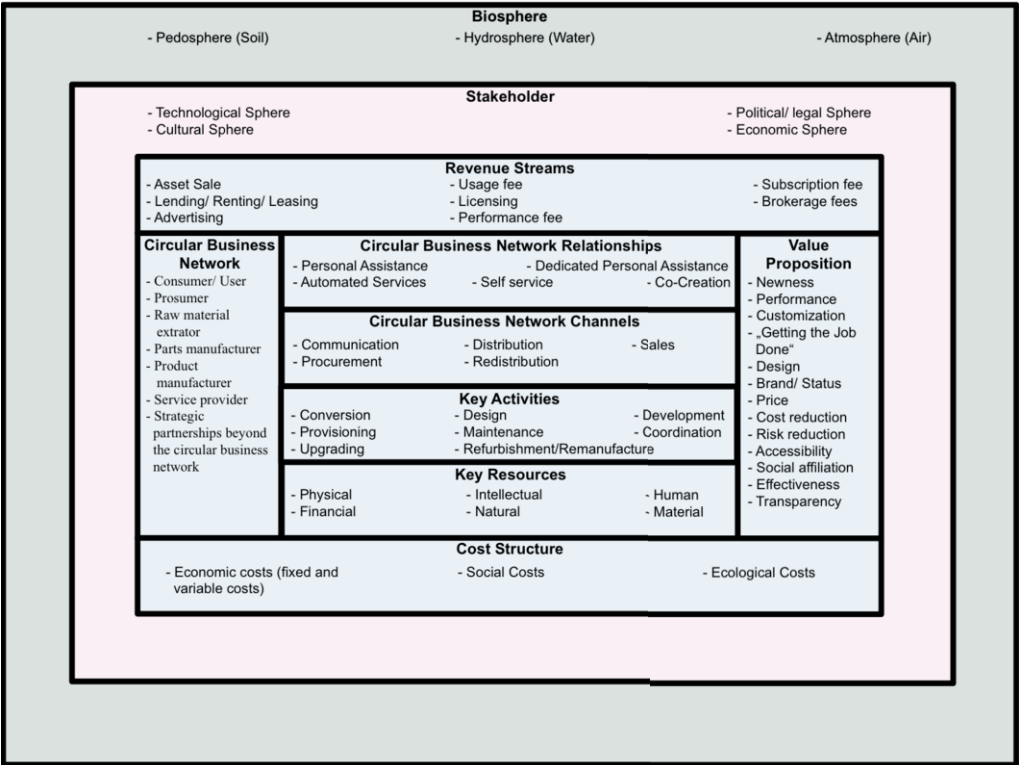 Biosphere
- Pedosphere (Soil)
- Hydrosphere (Water)
- Atmosphere (Air)
Stakeholder
- Technological Sphere
- Cultural Sphere
- Political/ legal Sphere
- Economic Sphere
Revenue Streams
- Asset Sale
- Lending/ Renting/ Leasing
- Advertising
- Usage fee
- Licensing
- Performance fee
- Subscription fee
- Brokerage fees
Circular Business
Network
- Consumer/ User
- Prosumer
- Raw material
extrator
- Parts manufacturer
- Product
manufacturer
- Service provider
- Strategic
partnerships beyond
the circular business
network
Circular Business Network Relationships
- Personal Assistance
- Dedicated Personal Assistance
- Automated Services
- Self service
- Co-Creation
Circular Business Network Channels
- Communication
- Distribution
- Sales
- Procurement
- Redistribution
Key Activities
- Conversion
- Design
- Development
- Provisioning
- Maintenance
- Coordination
- Upgrading
- Refurbishment/Remanufacture
Key Resources
- Physical
- Intellectual
- Human
- Financial
- Natural
- Material
Value
Proposition
- Newness
- Performance
- Customization
- „Getting the Job
Done“
- Design
- Brand/ Status
- Price
- Cost reduction
- Risk reduction
- Accessibility
- Social affiliation
- Effectiveness
- Transparency
Cost Structure
- Economic costs (fixed and
variable costs)
- Social Costs
- Ecological Costs